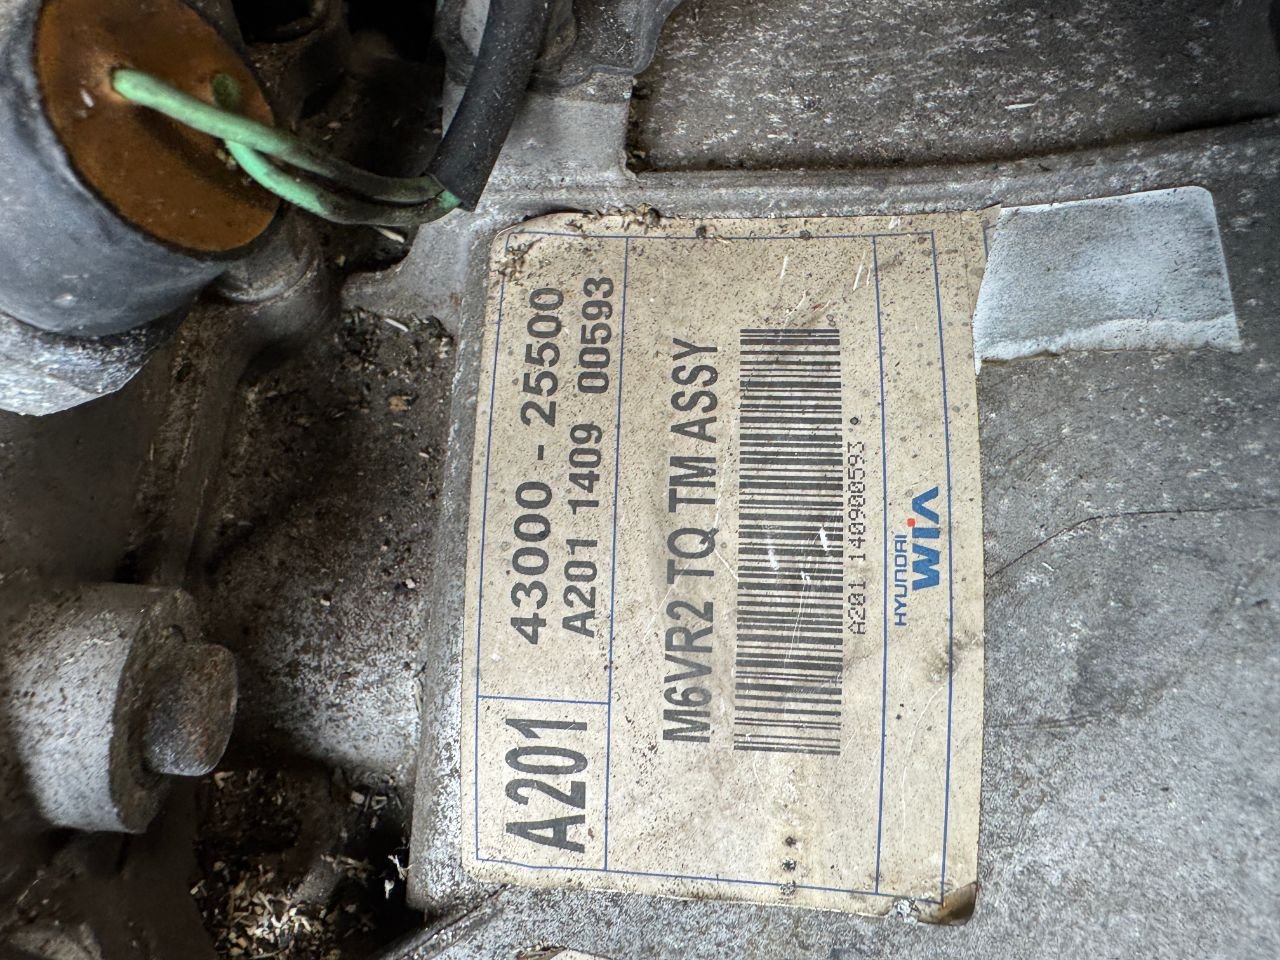 A201
43000 - 25500
A201 1409 00593
M6VR2 TQ TM ASSY
A201 140900593
HYUNDAI
WIA